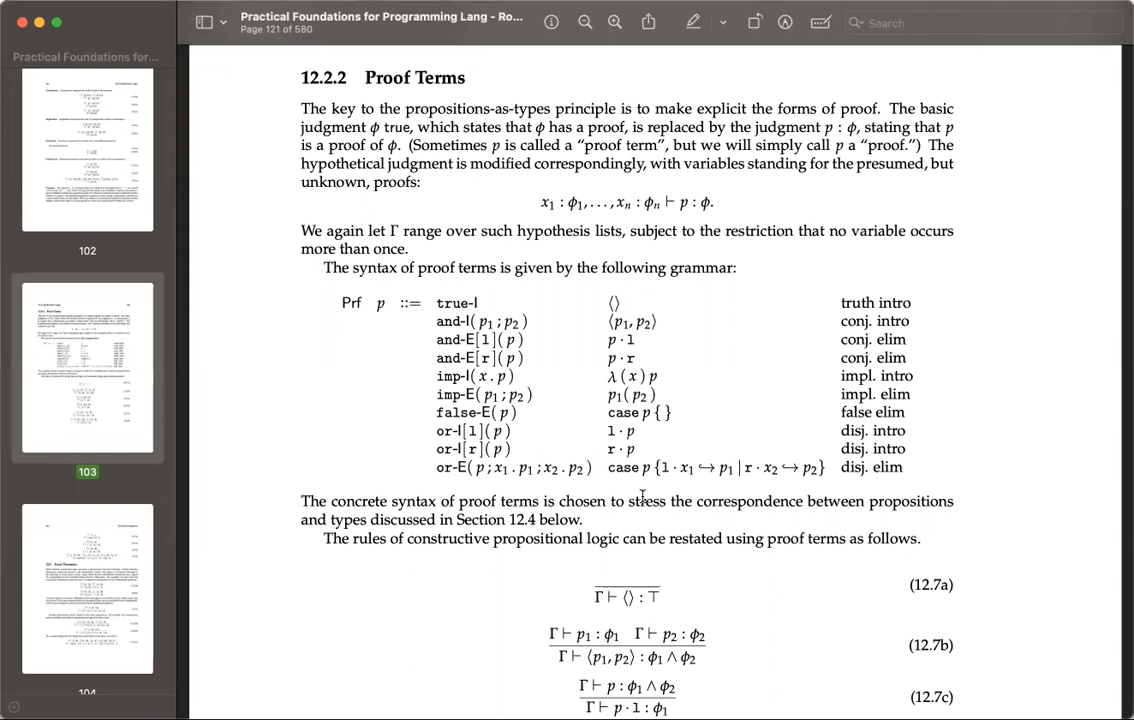 Practical Foundations for Programming Lang - Ro...
Page 121 of 580
Search
Practical Foundations for...
102
103
104
12.2.2 Proof Terms
The key to the propositions-as-types principle is to make explicit the forms of proof. The basic
judgment ϕ true, which states that ϕ has a proof, is replaced by the judgment p : ϕ, stating that p
is a proof of ϕ. (Sometimes p is called a “proof term”, but we will simply call p a “proof.”) The
hypothetical judgment is modified correspondingly, with variables standing for the presumed, but
unknown, proofs:
x₁ : ϕ₁, . . . , xₙ : ϕₙ ⊢ p : ϕ.
We again let Γ range over such hypothesis lists, subject to the restriction that no variable occurs
more than once.
The syntax of proof terms is given by the following grammar:
Prf p ::= true-I ⟨⟩ truth intro
and-I(p₁; p₂) ⟨p₁, p₂⟩ conj. intro
and-E[l](p) p · l conj. elim
and-E[r](p) p · r conj. elim
imp-I(x . p) λ (x) p impl. intro
imp-E(p₁; p₂) p₁(p₂) impl. elim
false-E(p) case p { } false elim
or-I[l](p) l · p disj. intro
or-I[r](p) r · p disj. intro
or-E(p; x₁ . p₁; x₂ . p₂) case p {l · x₁ ↪ p₁ | r · x₂ ↪ p₂} disj. elim
The concrete syntax of proof terms is chosen to stress the correspondence between propositions
and types discussed in Section 12.4 below.
The rules of constructive propositional logic can be restated using proof terms as follows.
Γ ⊢ ⟨⟩ : ⊤ (12.7a)
Γ ⊢ p₁ : ϕ₁ Γ ⊢ p₂ : ϕ₂
Γ ⊢ ⟨p₁, p₂⟩ : ϕ₁ ∧ ϕ₂ (12.7b)
Γ ⊢ p : ϕ₁ ∧ ϕ₂
Γ ⊢ p · l : ϕ₁ (12.7c)